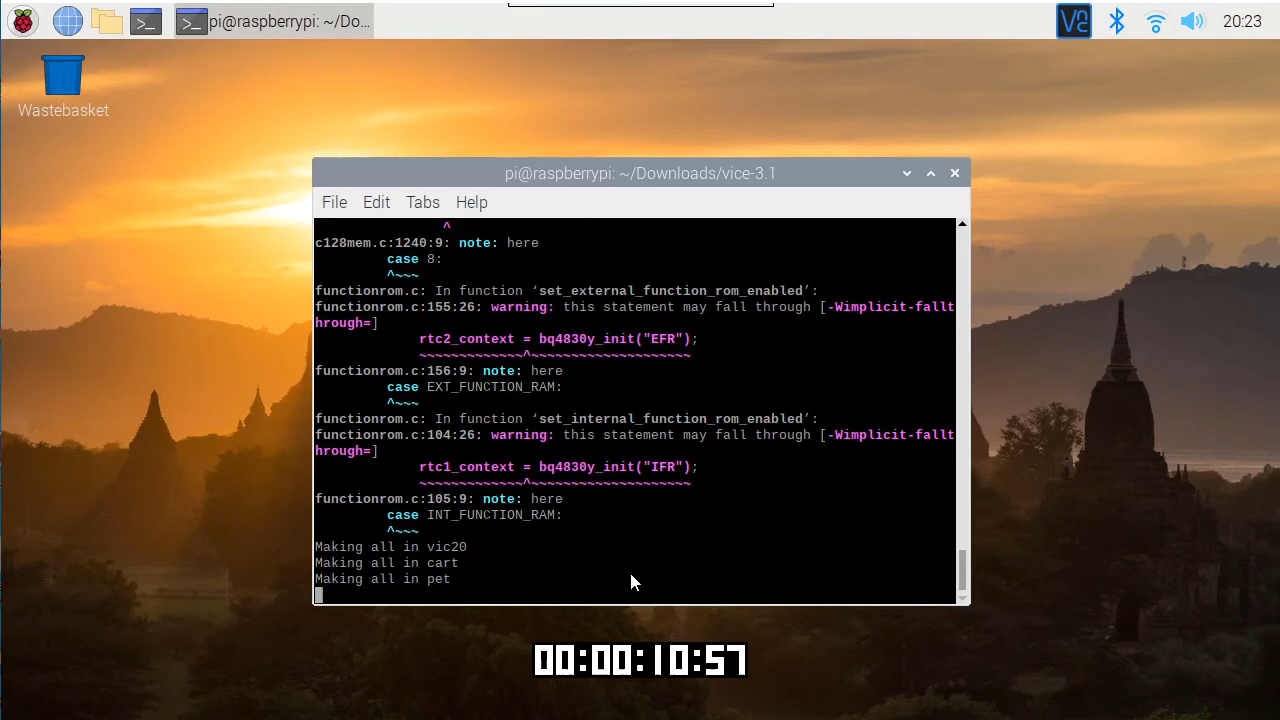 pi@raspberrypi: ~/Do...
20:23
Wastebasket
pi@raspberrypi: ~/Downloads/vice-3.1
File Edit Tabs Help
^
c128mem.c:1240:9: note: here
case 8:
^~~~
functionrom.c: In function ‘set_external_function_rom_enabled’:
functionrom.c:155:26: warning: this statement may fall through [-Wimplicit-fallt
hrough=]
rtc2_context = bq4830y_init("EFR");
~~~~~~~~~~~~~^~~~~~~~~~~~~~~~~~~~~
functionrom.c:156:9: note: here
case EXT_FUNCTION_RAM:
^~~~
functionrom.c: In function ‘set_internal_function_rom_enabled’:
functionrom.c:104:26: warning: this statement may fall through [-Wimplicit-fallt
hrough=]
rtc1_context = bq4830y_init("IFR");
~~~~~~~~~~~~~^~~~~~~~~~~~~~~~~~~~~
functionrom.c:105:9: note: here
case INT_FUNCTION_RAM:
^~~~
Making all in vic20
Making all in cart
Making all in pet
00:00:10:57